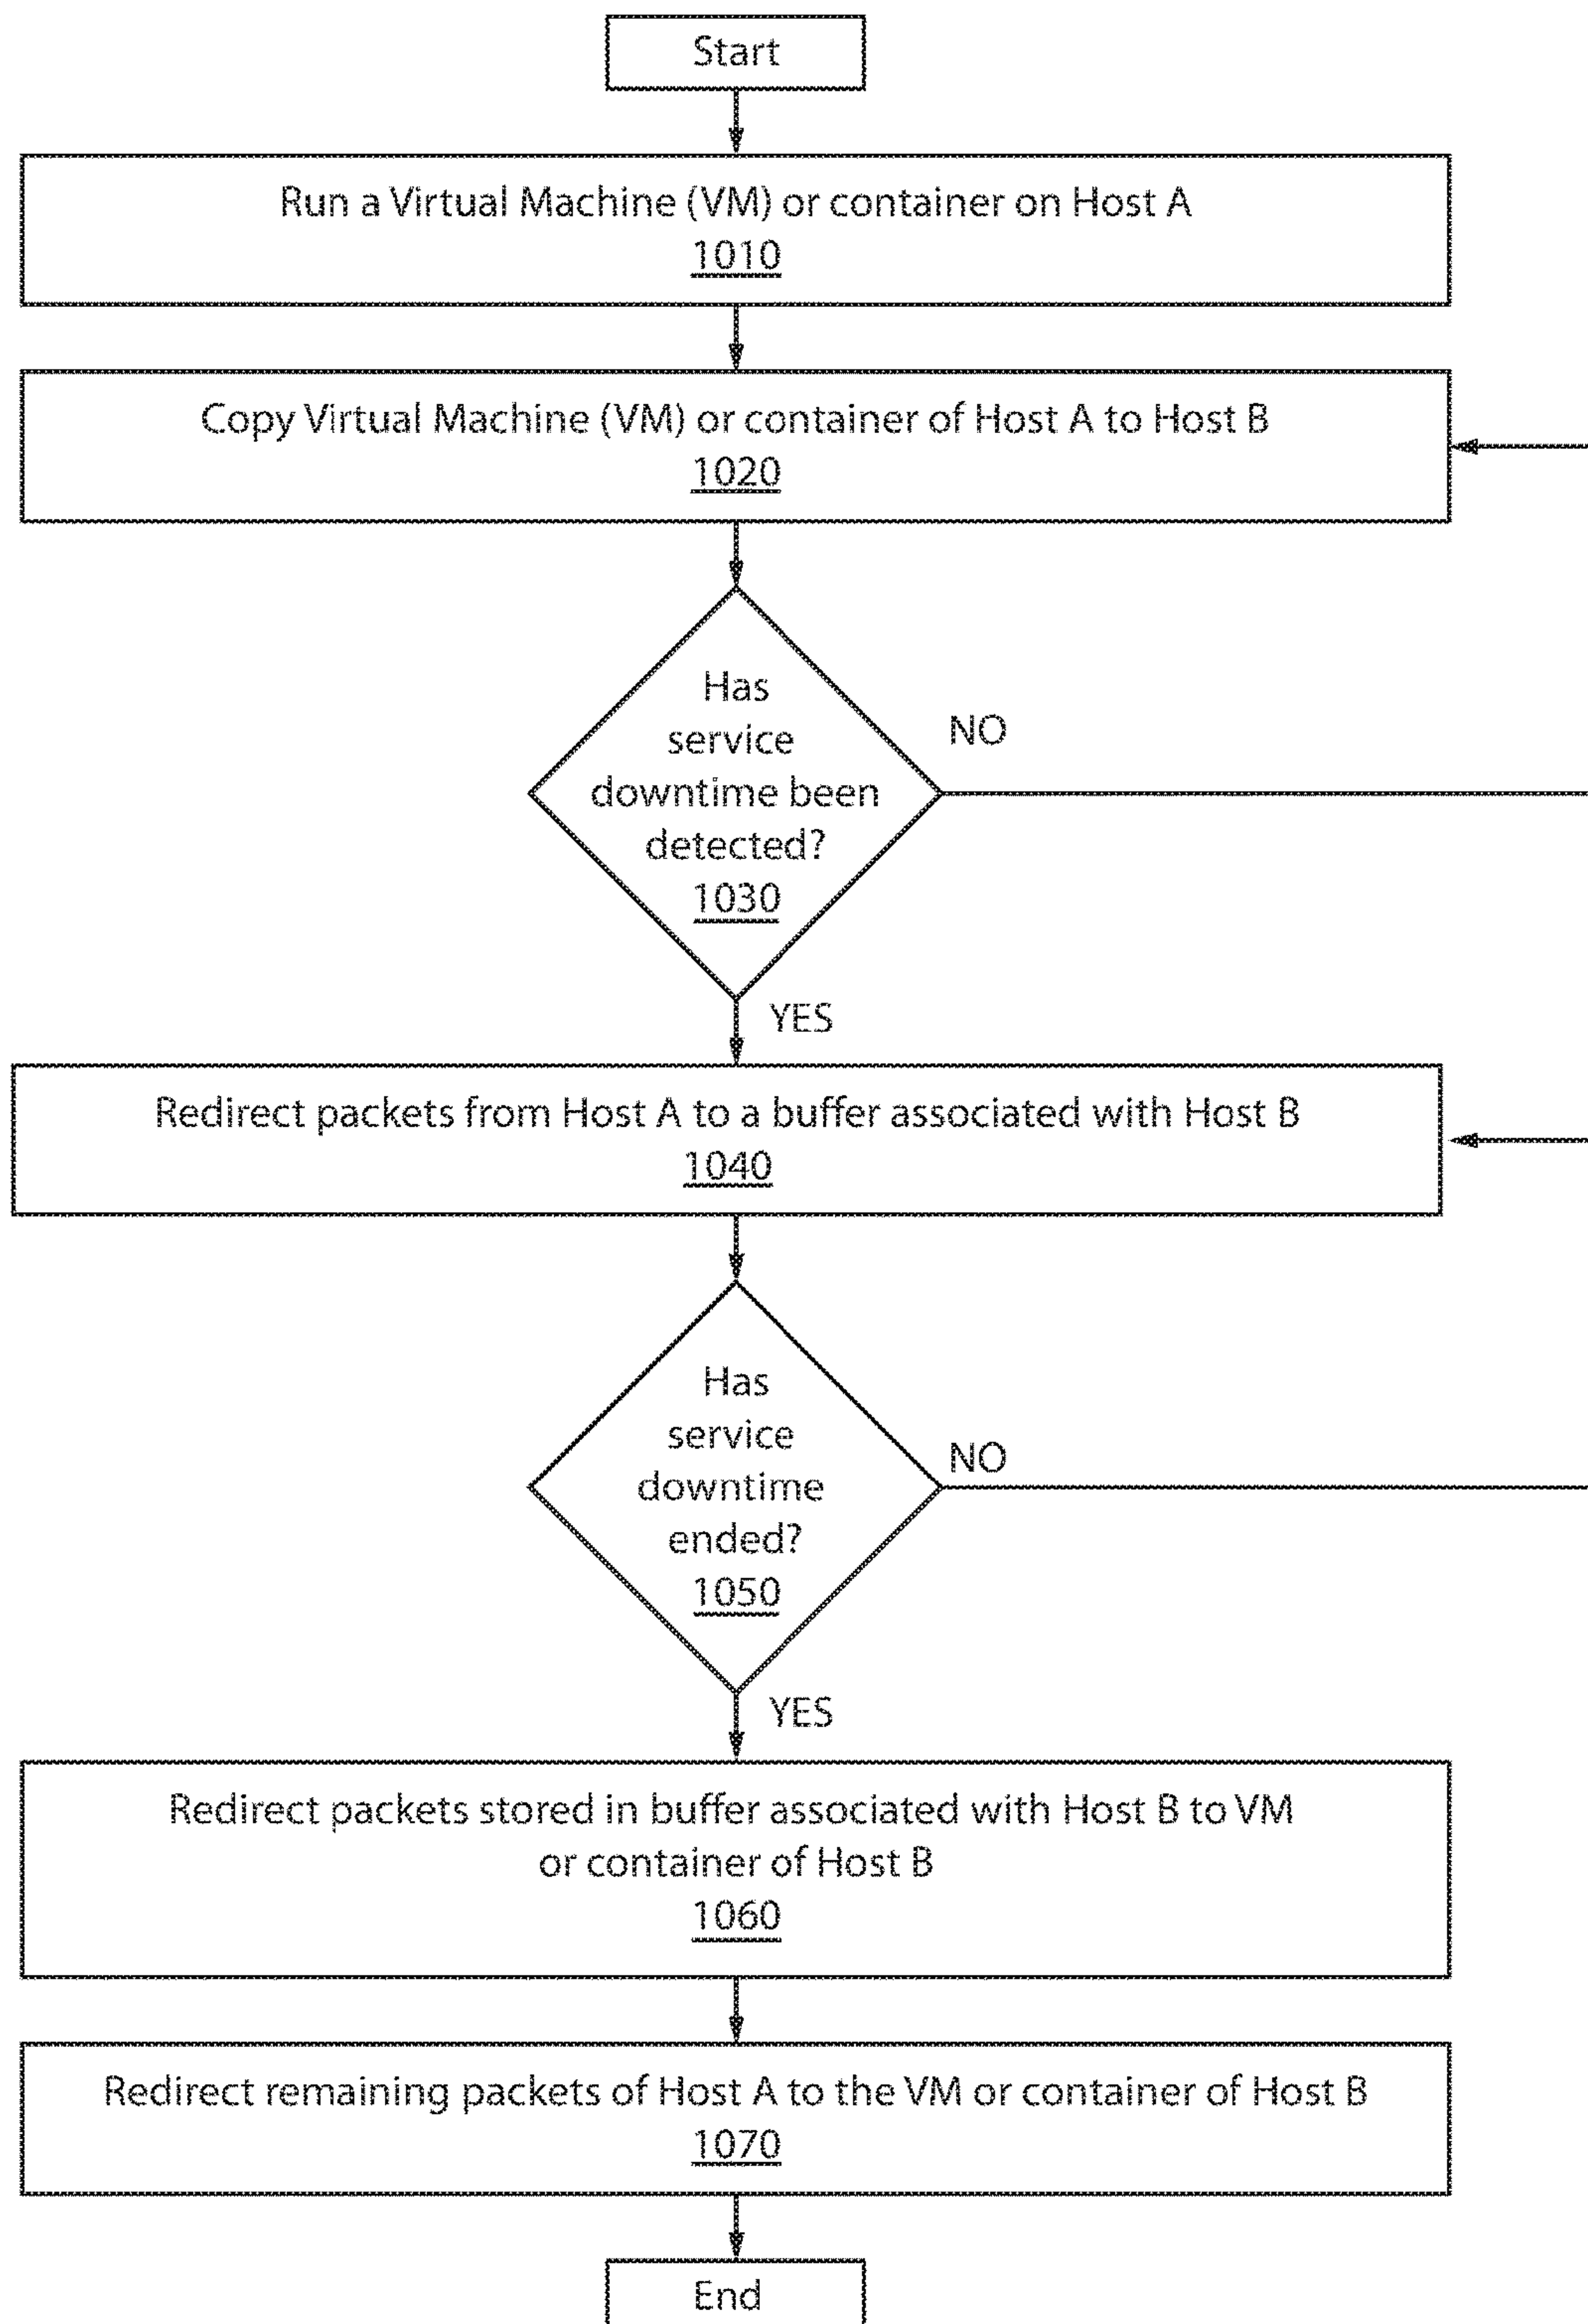 Start
Run a Virtual Machine (VM) or container on Host A
1010
Copy Virtual Machine (VM) or container of Host A to Host B
1020
Has
service
downtime been
detected?
1030
NO
YES
Redirect packets from Host A to a buffer associated with Host B
1040
Has
service
downtime
ended?
1050
NO
YES
Redirect packets stored in buffer associated with Host B to VM
or container of Host B
1060
Redirect remaining packets of Host A to the VM or container of Host B
1070
End